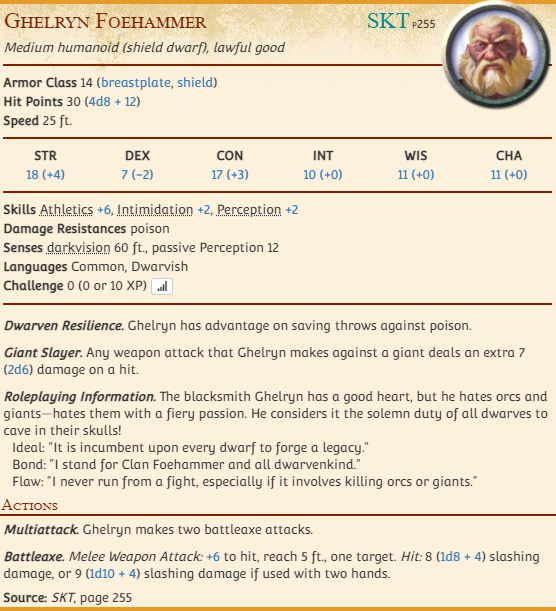 Ghelryn Foehammer SKT p255
Medium humanoid (shield dwarf), lawful good
Armor Class 14 (breastplate, shield)
Hit Points 30 (4d8 + 12)
Speed 25 ft.
STR DEX CON INT WIS CHA
18 (+4) 7 (−2) 17 (+3) 10 (+0) 11 (+0) 11 (+0)
Skills Athletics +6, Intimidation +2, Perception +2
Damage Resistances poison
Senses darkvision 60 ft., passive Perception 12
Languages Common, Dwarvish
Challenge 0 (0 or 10 XP)
Dwarven Resilience. Ghelryn has advantage on saving throws against poison.
Giant Slayer. Any weapon attack that Ghelryn makes against a giant deals an extra 7
(2d6) damage on a hit.
Roleplaying Information. The blacksmith Ghelryn has a good heart, but he hates orcs and
giants—hates them with a fiery passion. He considers it the solemn duty of all dwarves to
cave in their skulls!
Ideal: "It is incumbent upon every dwarf to forge a legacy."
Bond: "I stand for Clan Foehammer and all dwarvenkind."
Flaw: "I never run from a fight, especially if it involves killing orcs or giants."
Actions
Multiattack. Ghelryn makes two battleaxe attacks.
Battleaxe. Melee Weapon Attack: +6 to hit, reach 5 ft., one target. Hit: 8 (1d8 + 4) slashing
damage, or 9 (1d10 + 4) slashing damage if used with two hands.
Source: SKT, page 255